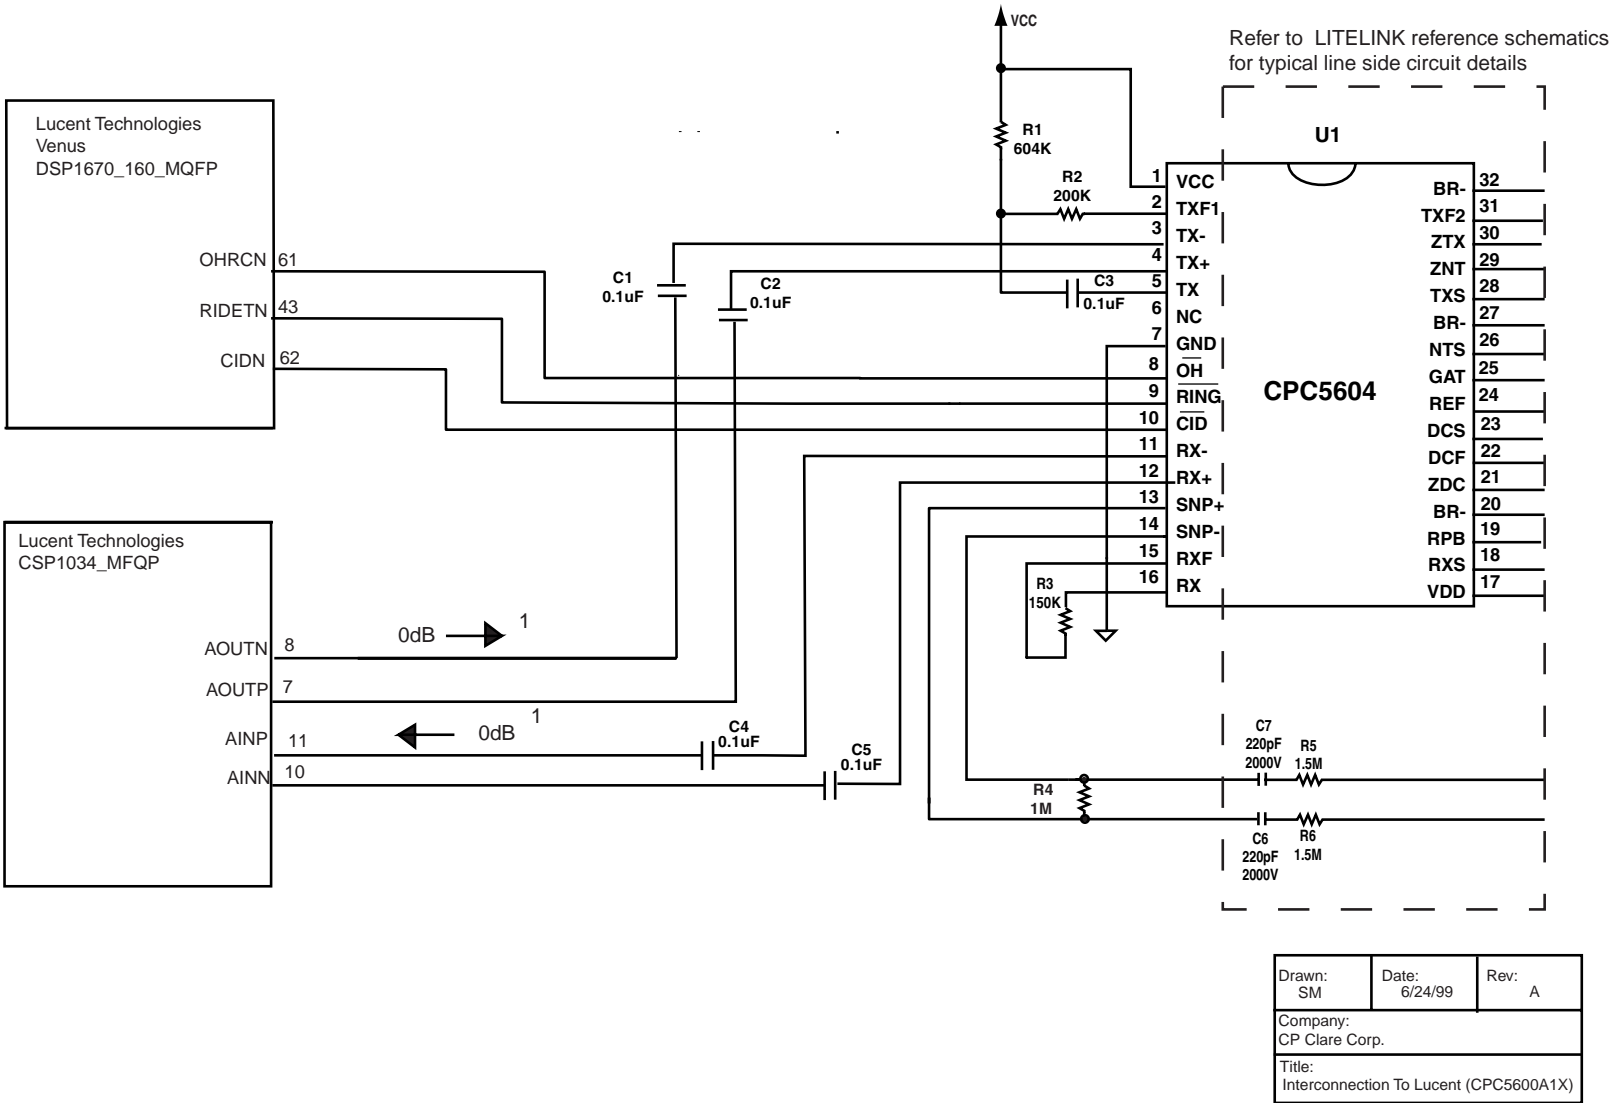 VCC
Refer to LITELINK reference schematics
for typical line side circuit details
Lucent Technologies
Venus
DSP1670_160_MQFP
OHRCN 61
RIDETN 43
CIDN 62
Lucent Technologies
CSP1034_MFQP
AOUTN 8
AOUTP 7
AINP 11
AINN 10
0dB 1
0dB 1
C1
0.1uF
C2
0.1uF
R1
604K
R2
200K
C3
0.1uF
C4
0.1uF
C5
0.1uF
R3
150K
R4
1M
U1
CPC5604
1 VCC
2 TXF1
3 TX-
4 TX+
5 TX
6 NC
7 GND
8 OH
9 RING
10 CID
11 RX-
12 RX+
13 SNP+
14 SNP-
15 RXF
16 RX
BR- 32
TXF2 31
ZTX 30
ZNT 29
TXS 28
BR- 27
NTS 26
GAT 25
REF 24
DCS 23
DCF 22
ZDC 21
BR- 20
RPB 19
RXS 18
VDD 17
C7
220pF
2000V
R5
1.5M
C6
220pF
2000V
R6
1.5M
Drawn:
SM
Date:
6/24/99
Rev:
A
Company:
CP Clare Corp.
Title:
Interconnection To Lucent (CPC5600A1X)